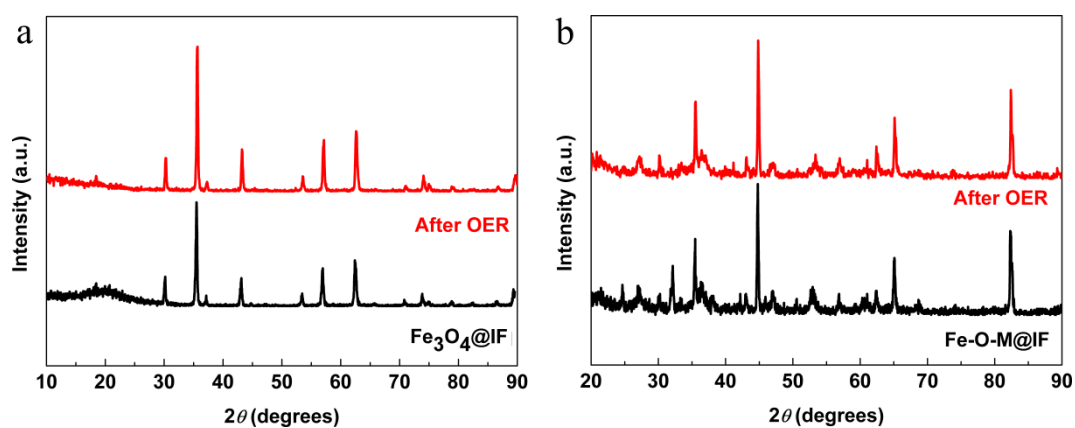 a
Intensity (a.u.)
After OER
Fe3O4@IF
10 20 30 40 50 60 70 80 90
2θ (degrees)
b
Intensity (a.u.)
After OER
Fe-O-M@IF
20 30 40 50 60 70 80 90
2θ (degrees)